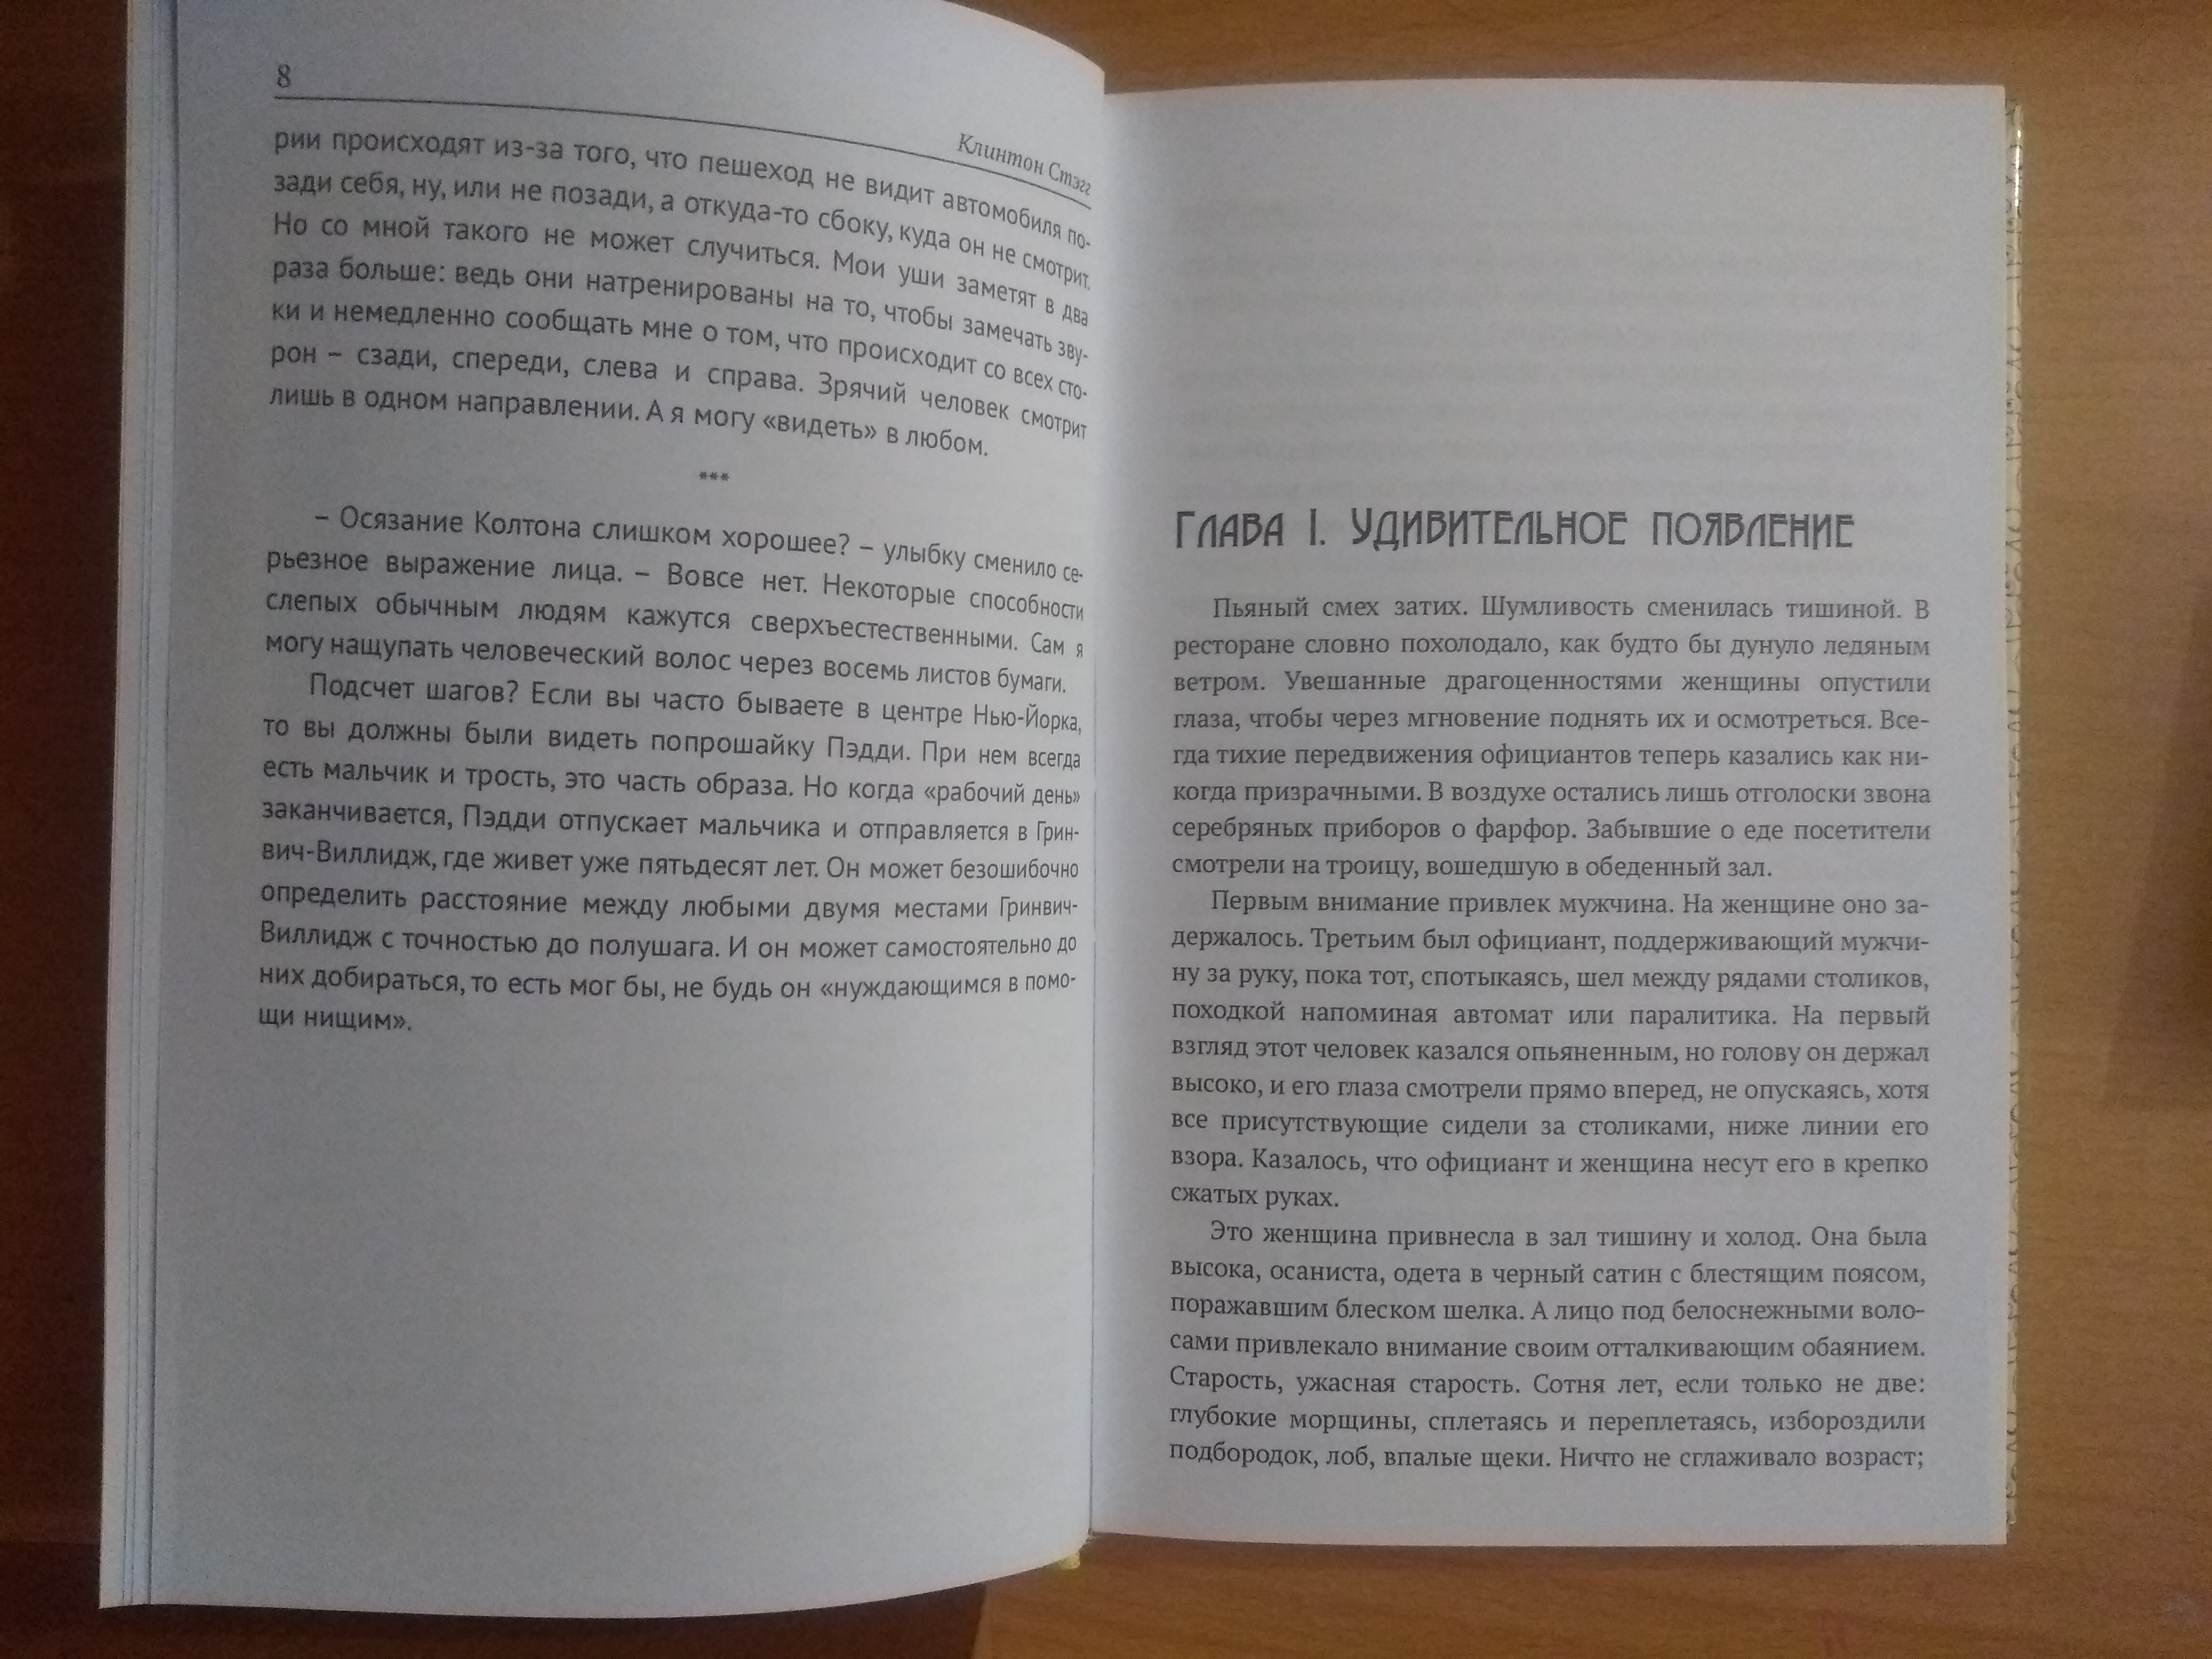 8
Клинтон Стэгг
рии происходят из-за того, что пешеход не видит автомобиля по-
зади себя, ну, или не позади, а откуда-то сбоку, куда он не смотрит.
Но со мной такого не может случиться. Мои уши заметят в два
раза больше: ведь они натренированы на то, чтобы замечать зву-
ки и немедленно сообщать мне о том, что происходит со всех сто-
рон – сзади, спереди, слева и справа. Зрячий человек смотрит
лишь в одном направлении. А я могу «видеть» в любом.
***
– Осязание Колтона слишком хорошее? – улыбку сменило се-
рьезное выражение лица. – Вовсе нет. Некоторые способности
слепых обычным людям кажутся сверхъестественными. Сам я
могу нащупать человеческий волос через восемь листов бумаги.
Подсчет шагов? Если вы часто бываете в центре Нью-Йорка,
то вы должны были видеть попрошайку Пэдди. При нем всегда
есть мальчик и трость, это часть образа. Но когда «рабочий день»
заканчивается, Пэдди отпускает мальчика и отправляется в Грин-
вич-Виллидж, где живет уже пятьдесят лет. Он может безошибочно
определить расстояние между любыми двумя местами Гринвич-
Виллидж с точностью до полушага. И он может самостоятельно до
них добираться, то есть мог бы, не будь он «нуждающимся в помо-
щи нищим».
Глава I. Удивительное появление
Пьяный смех затих. Шумливость сменилась тишиной. В
ресторане словно похолодало, как будто бы дунуло ледяным
ветром. Увешанные драгоценностями женщины опустили
глаза, чтобы через мгновение поднять их и осмотреться. Все-
гда тихие передвижения официантов теперь казались как ни-
когда призрачными. В воздухе остались лишь отголоски звона
серебряных приборов о фарфор. Забывшие о еде посетители
смотрели на троицу, вошедшую в обеденный зал.
Первым внимание привлек мужчина. На женщине оно за-
держалось. Третьим был официант, поддерживающий мужчи-
ну за руку, пока тот, спотыкаясь, шел между рядами столиков,
походкой напоминая автомат или паралитика. На первый
взгляд этот человек казался опьяненным, но голову он держал
высоко, и его глаза смотрели прямо вперед, не опускаясь, хотя
все присутствующие сидели за столиками, ниже линии его
взора. Казалось, что официант и женщина несут его в крепко
сжатых руках.
Это женщина привнесла в зал тишину и холод. Она была
высока, осаниста, одета в черный сатин с блестящим поясом,
поражавшим блеском шелка. А лицо под белоснежными воло-
сами привлекало внимание своим отталкивающим обаянием.
Старость, ужасная старость. Сотня лет, если только не две:
глубокие морщины, сплетаясь и переплетаясь, избороздили
подбородок, лоб, впалые щеки. Ничто не сглаживало возраст;